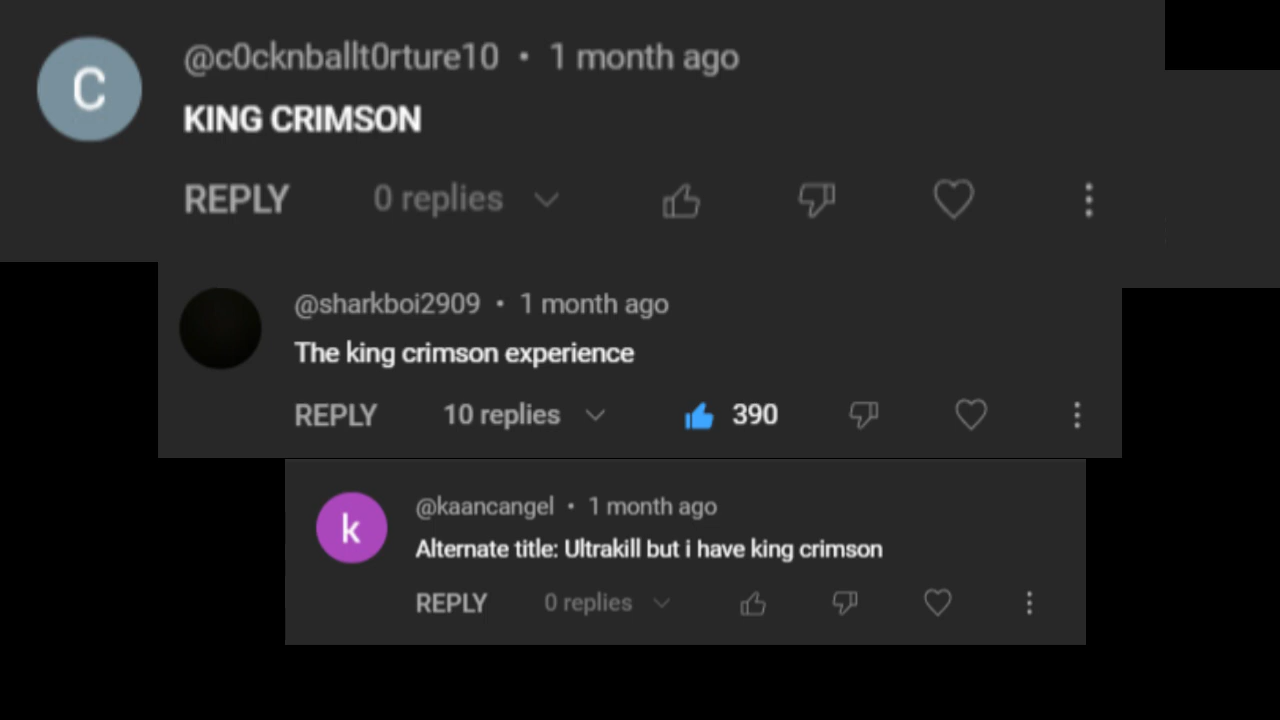 C
@c0cknballt0rture10 • 1 month ago
KING CRIMSON
REPLY 0 replies
@sharkboi2909 • 1 month ago
The king crimson experience
REPLY 10 replies 390
k
@kaancangel • 1 month ago
Alternate title: Ultrakill but i have king crimson
REPLY 0 replies